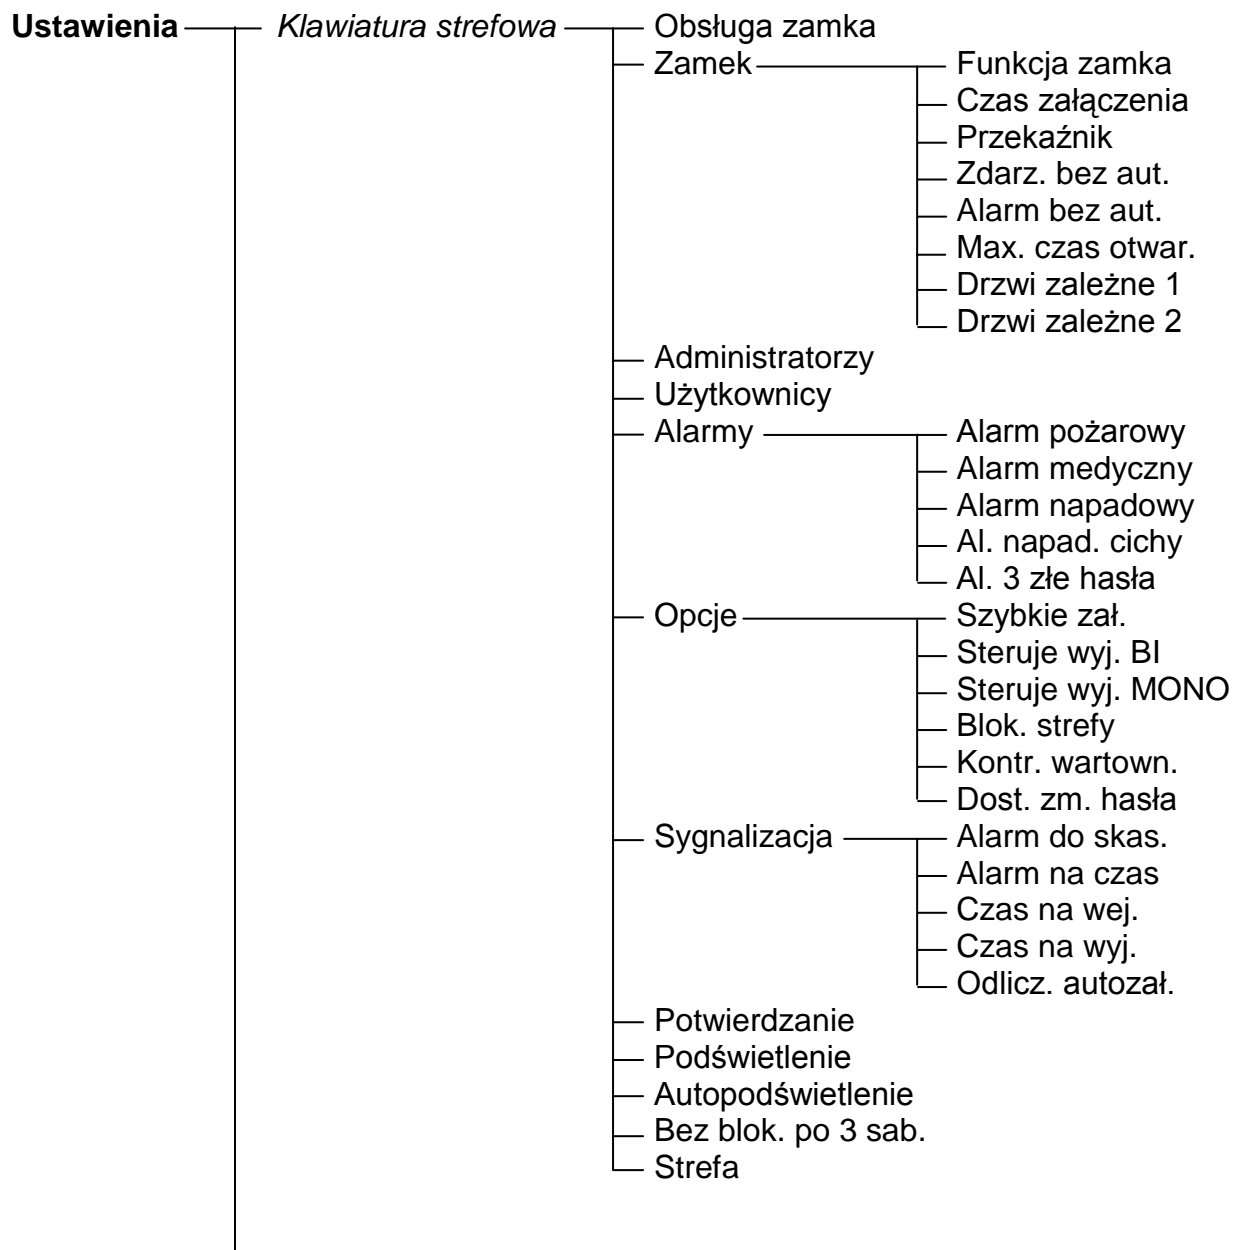 Ustawienia Klawiatura strefowa Obsługa zamka
Zamek Funkcja zamka
Czas załączenia
Przekaźnik
Zdarz. bez aut.
Alarm bez aut.
Max. czas otwar.
Drzwi zależne 1
Drzwi zależne 2
Administratorzy
Użytkownicy
Alarmy Alarm pożarowy
Alarm medyczny
Alarm napadowy
Al. napad. cichy
Al. 3 złe hasła
Opcje Szybkie zał.
Steruje wyj. BI
Steruje wyj. MONO
Blok. strefy
Kontr. wartown.
Dost. zm. hasła
Sygnalizacja Alarm do skas.
Alarm na czas
Czas na wej.
Czas na wyj.
Odlicz. autozał.
Potwierdzanie
Podświetlenie
Autopodświetlenie
Bez blok. po 3 sab.
Strefa